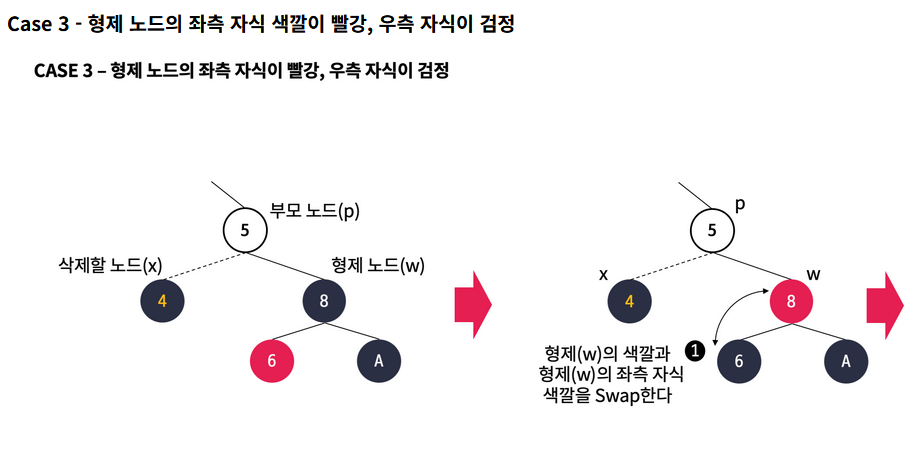 Case 3 - 형제 노드의 좌측 자식 색깔이 빨강, 우측 자식이 검정
CASE 3 – 형제 노드의 좌측 자식이 빨강, 우측 자식이 검정
5
부모 노드(p)
삭제할 노드(x)
형제 노드(w)
4
8
6
A
p
5
x
w
4
8
형제(w)의 색깔과
형제(w)의 좌측 자식
색깔을 Swap한다
1
6
A